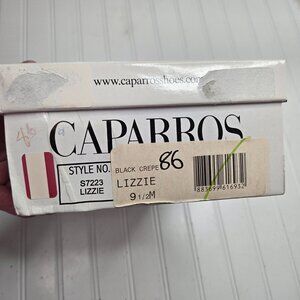 www.caparrosshoes.com
CAPARROS
STYLE NO.
S7223
LIZZIE
BLACK CREPE
86
LIZZIE
9 1/2M